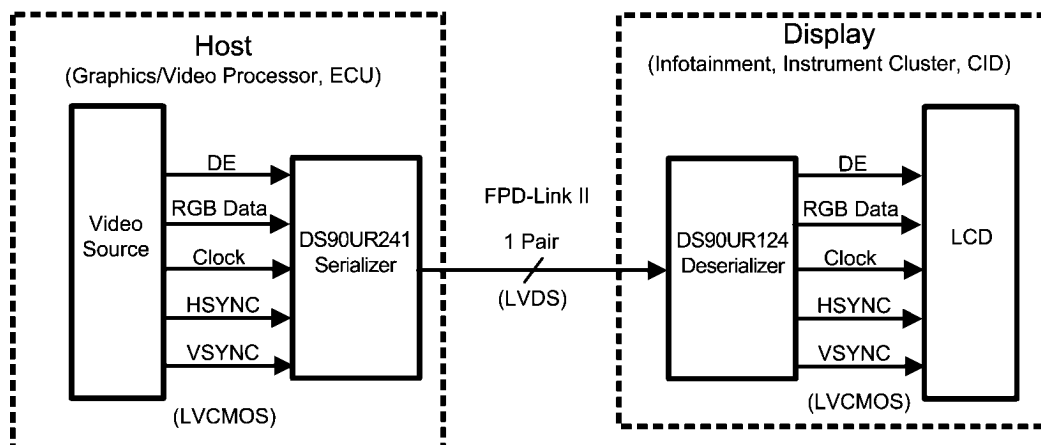 Host
(Graphics/Video Processor, ECU)
Video
Source
DE
RGB Data
Clock
HSYNC
VSYNC
(LVCMOS)
DS90UR241
Serializer
FPD-Link II
1 Pair
(LVDS)
Display
(Infotainment, Instrument Cluster, CID)
DS90UR124
Deserializer
DE
RGB Data
Clock
HSYNC
VSYNC
(LVCMOS)
LCD